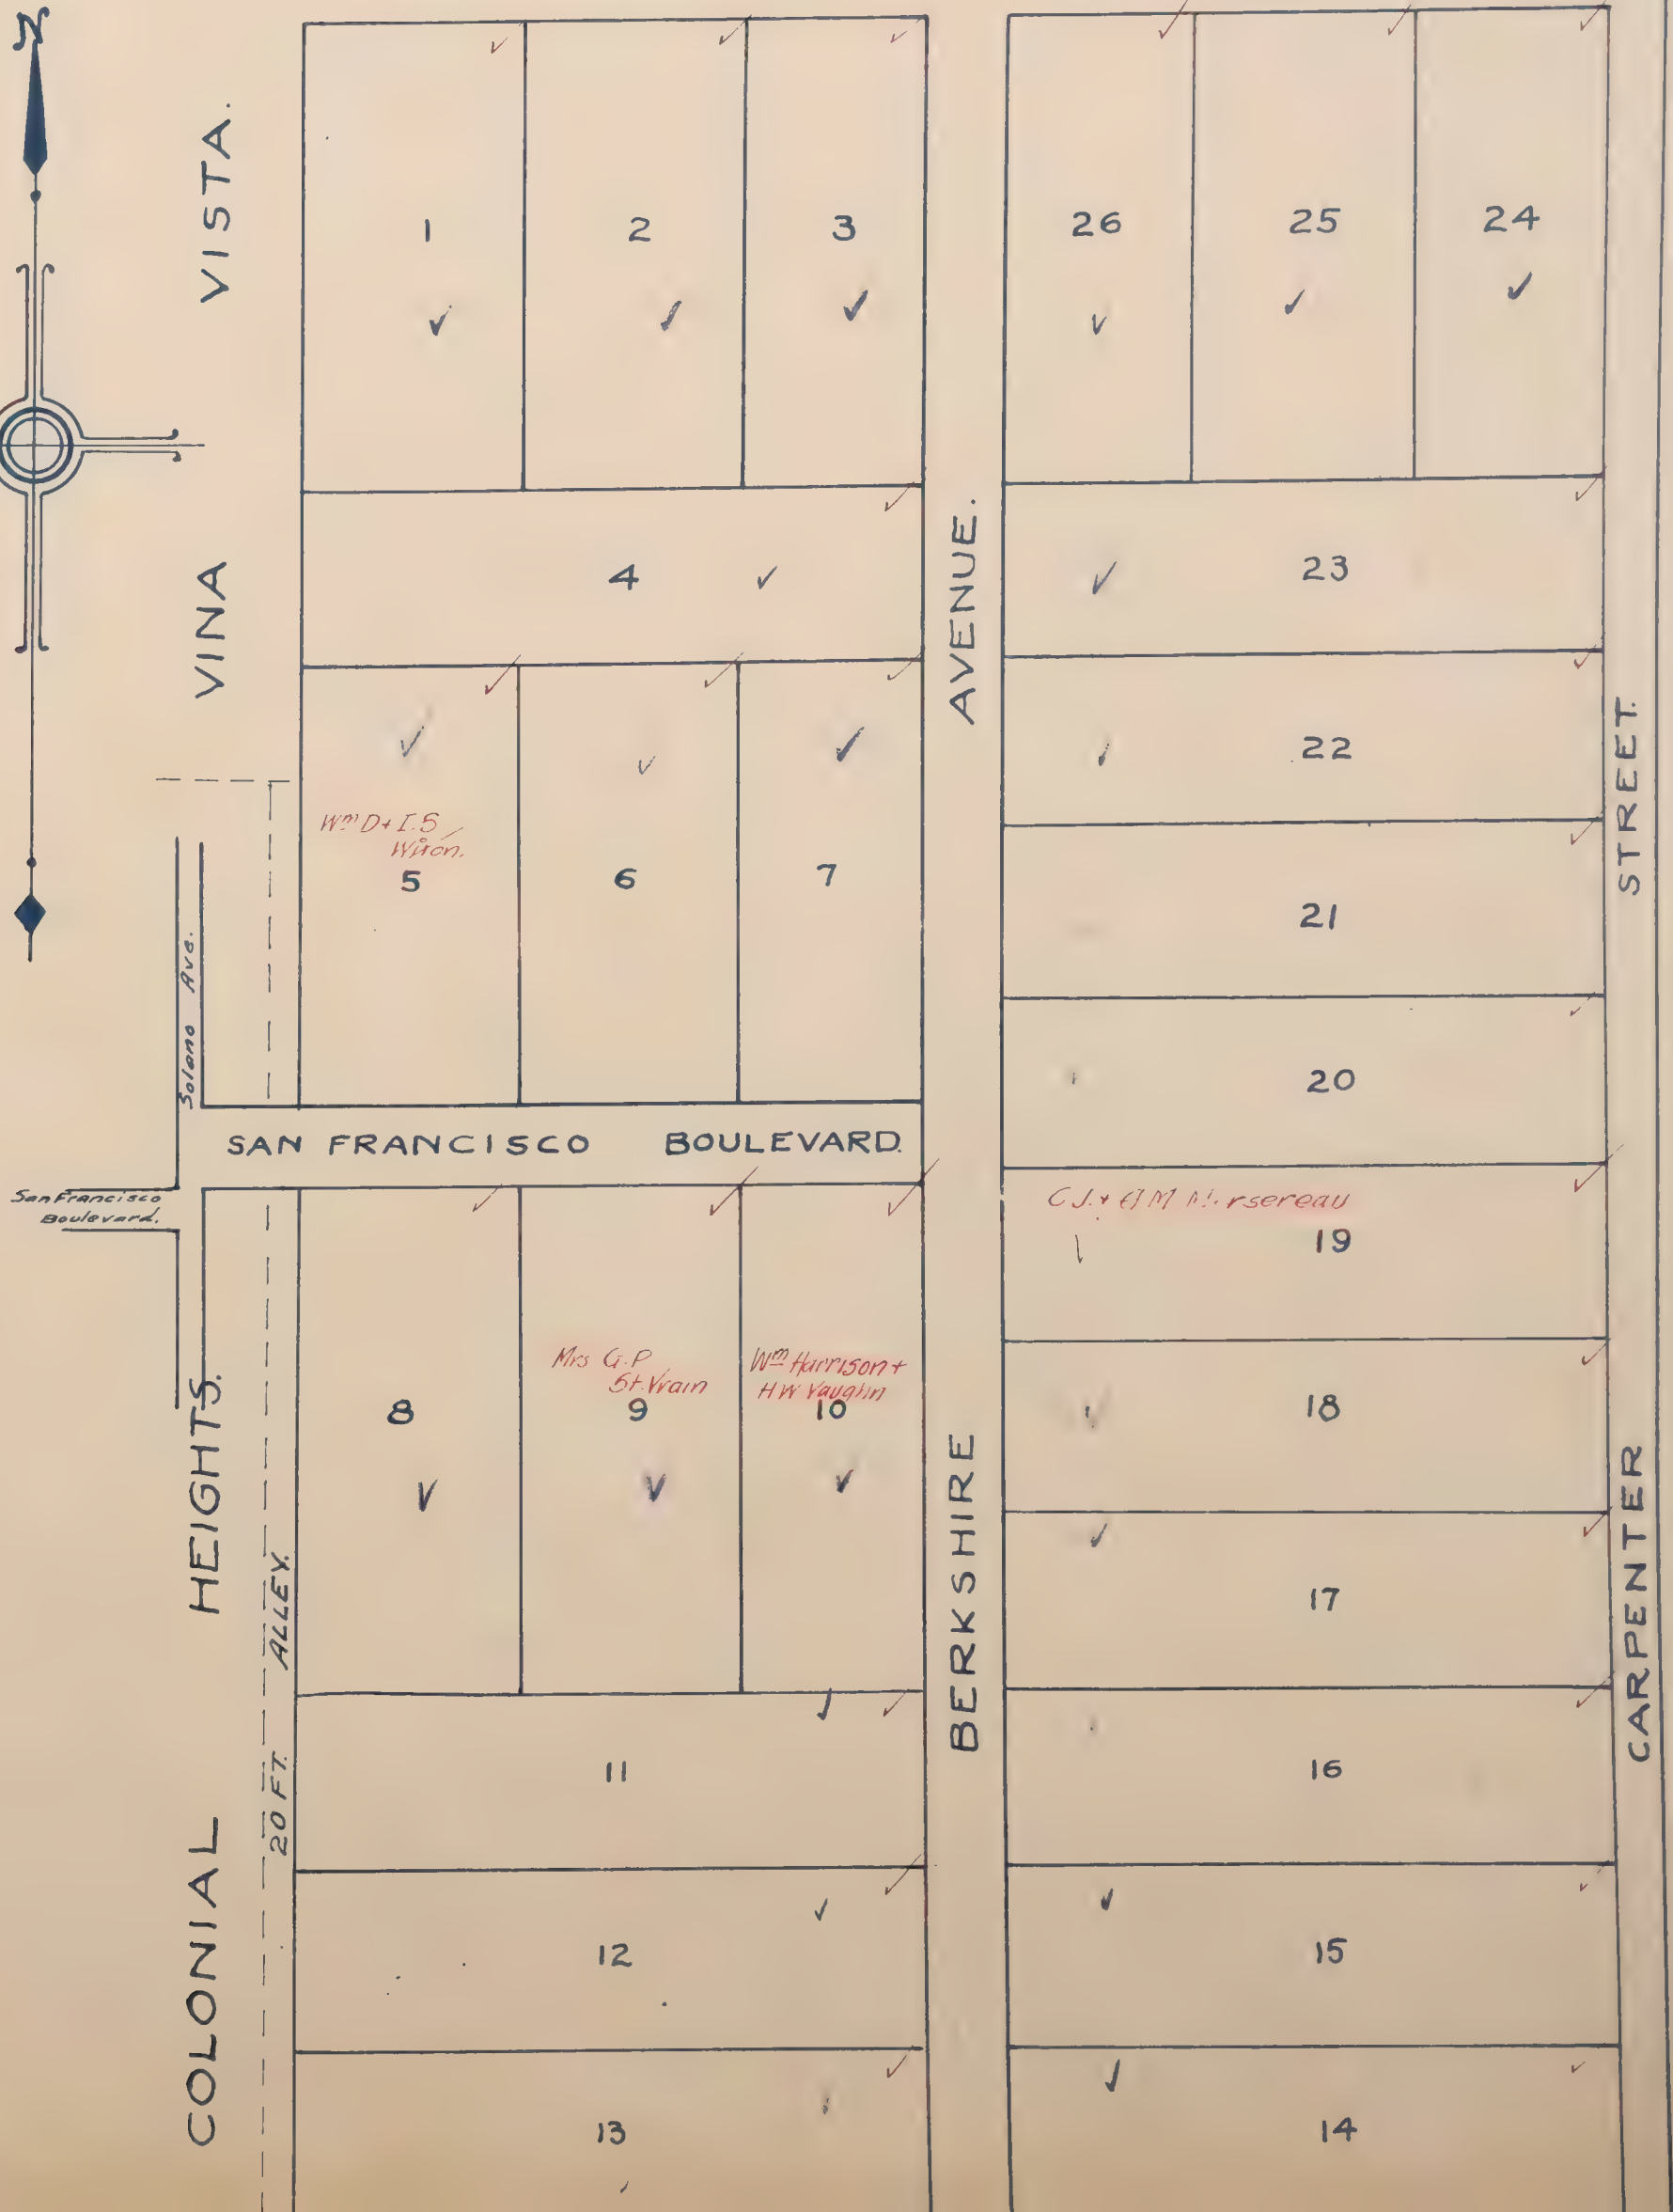 N
VISTA.
VINA
1
2
3
26
25
24
4
23
AVENUE.
22
STREET.
Wm D + I.S
5
6
7
21
Solano Ave.
20
SAN FRANCISCO BOULEVARD.
San Francisco
Boulevard.
C J. +
19
HEIGHTS.
Mrs G.P
St. Vrain
Wm Harrison +
H W Vaughn
8
9
10
18
BERKSHIRE
CARPENTER
20 FT. ALLEY.
17
11
16
COLONIAL
12
15
13
14